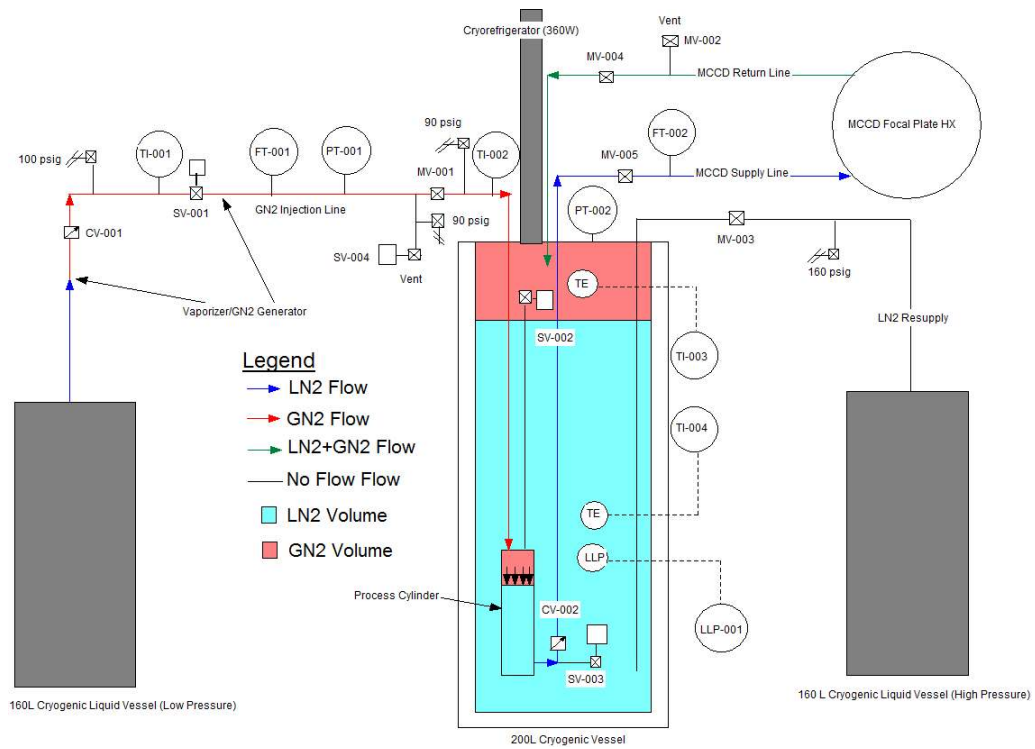 Cryorefrigerator (360W)
Vent
MV-002
MV-004
MCCD Return Line
MCCD Focal Plate HX
FT-002
MV-005
MCCD Supply Line
100 psig
TI-001
FT-001
PT-001
90 psig
TI-002
MV-001
SV-001
GN2 Injection Line
90 psig
CV-001
SV-004
Vent
PT-002
MV-003
160 psig
Vaporizer/GN2 Generator
TE
SV-002
LN2 Resupply
TI-003
Legend
LN2 Flow
GN2 Flow
LN2+GN2 Flow
No Flow Flow
LN2 Volume
GN2 Volume
TI-004
TE
LLP
Process Cylinder
CV-002
LLP-001
SV-003
160L Cryogenic Liquid Vessel (Low Pressure)
160 L Cryogenic Liquid Vessel (High Pressure)
200L Cryogenic Vessel